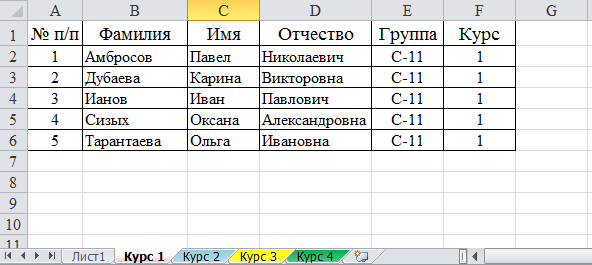 A B C D E F G
1 № п/п Фамилия Имя Отчество Группа Курс
2 1 Амбросов Павел Николаевич С-11 1
3 2 Дубаева Карина Викторовна С-11 1
4 3 Ианов Иван Павлович С-11 1
5 4 Сизых Оксана Александровна С-11 1
6 5 Тарантаева Ольга Ивановна С-11 1
7
8
9
10
11
Лист1 Курс 1 Курс 2 Курс 3 Курс 4